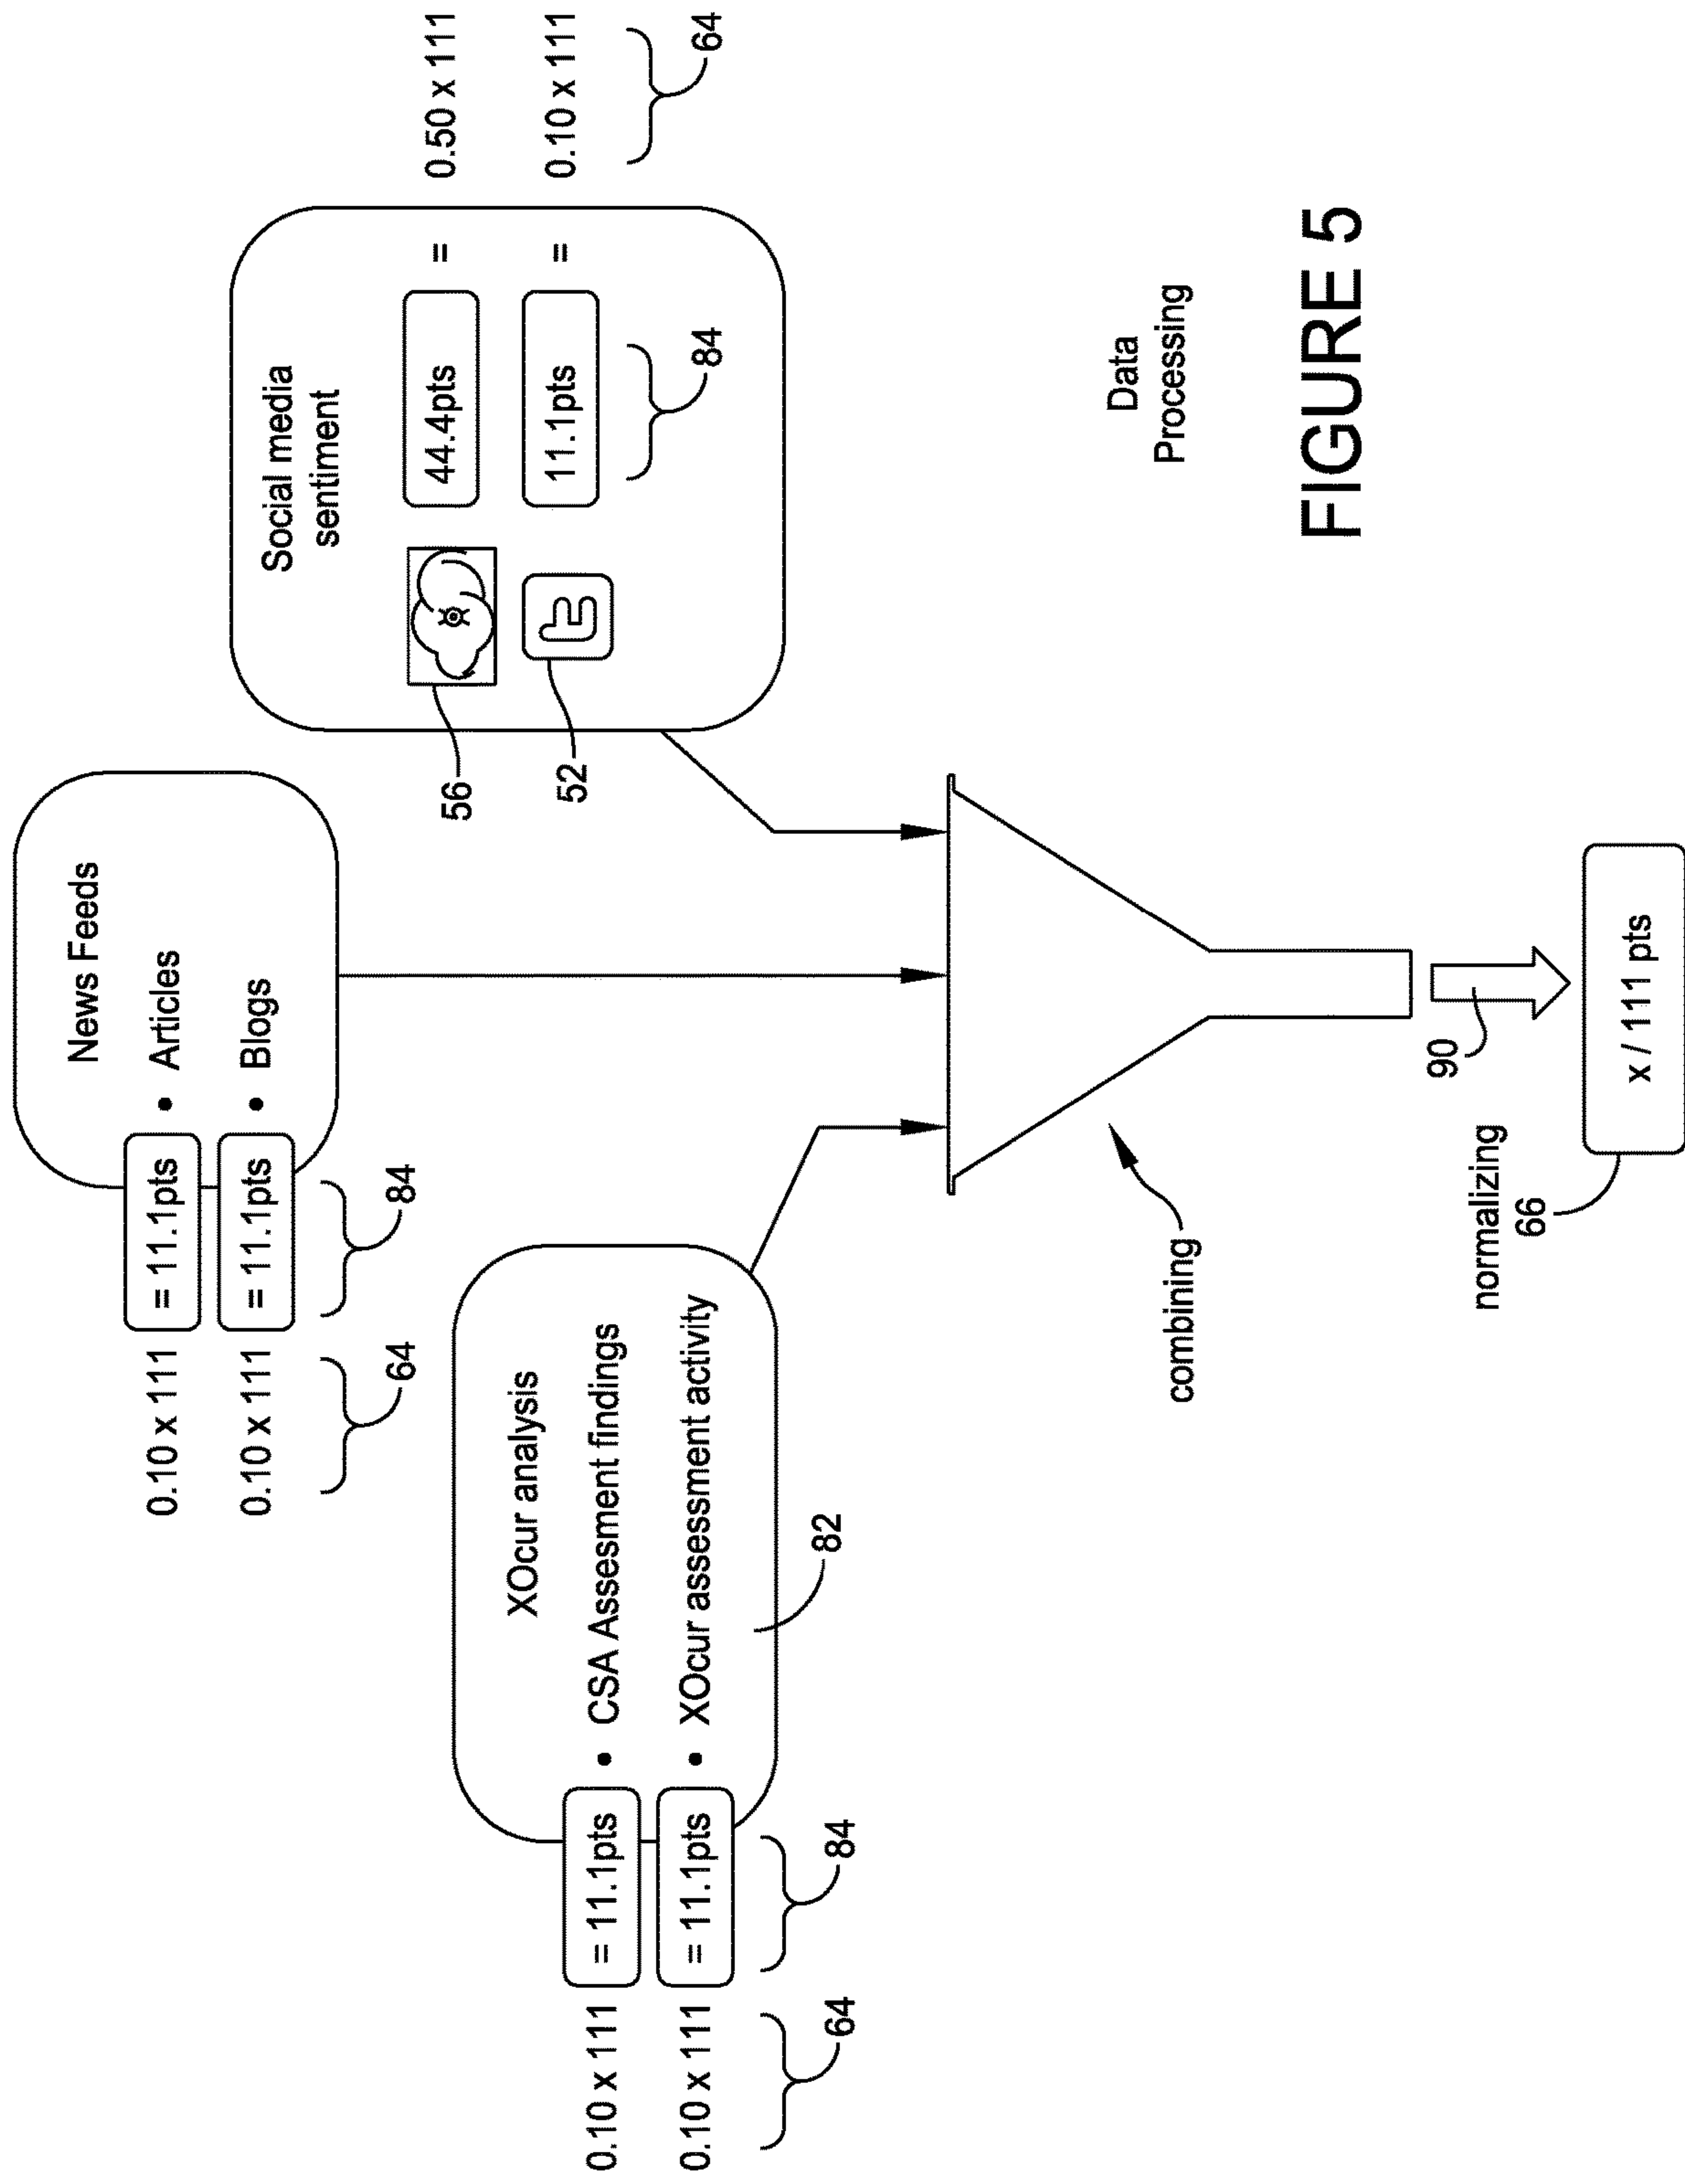 News Feeds
0.10 x 111 = 11.1pts • Articles
0.10 x 111 = 11.1pts • Blogs
64 84
Social media
sentiment
56 44.4pts = 0.50 x 111
52 t 11.1pts = 0.10 x 111
84 64
XOcur analysis
0.10 x 111 = 11.1pts • CSA Assesment findings
0.10 x 111 = 11.1pts • XOcur assessment activity
64 84 82
combining
Data
Processing
90
normalizing
66
x / 111 pts
FIGURE 5